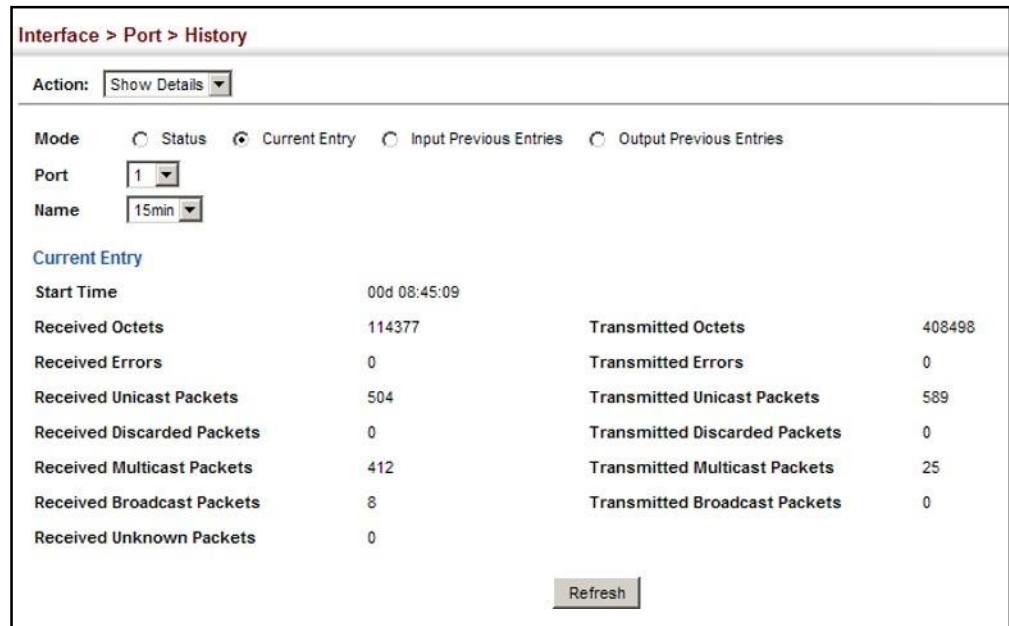 Interface > Port > History
Action: Show Details
Mode Status Current Entry Input Previous Entries Output Previous Entries
Port 1
Name 15min
Current Entry
Start Time 00d 08:45:09
Received Octets 114377 Transmitted Octets 408498
Received Errors 0 Transmitted Errors 0
Received Unicast Packets 504 Transmitted Unicast Packets 589
Received Discarded Packets 0 Transmitted Discarded Packets 0
Received Multicast Packets 412 Transmitted Multicast Packets 25
Received Broadcast Packets 8 Transmitted Broadcast Packets 0
Received Unknown Packets 0
Refresh